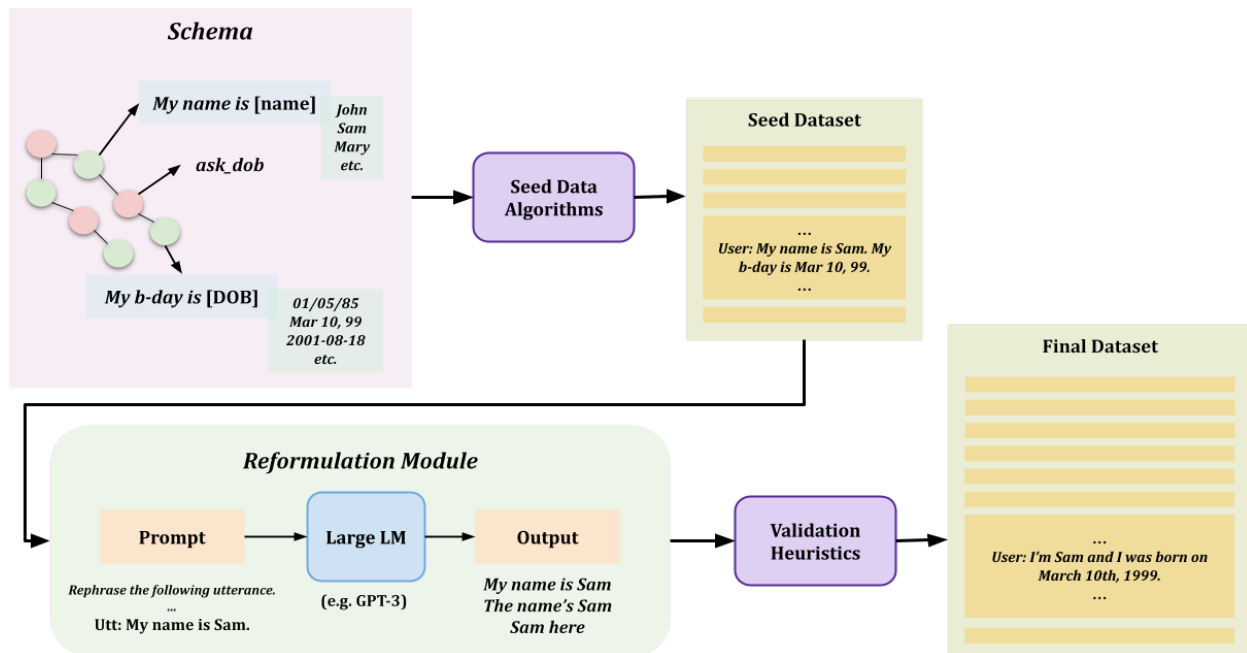 Schema
My name is [name]
John
Sam
Mary
etc.
ask_dob
My b-day is [DOB]
01/05/85
Mar 10, 99
2001-08-18
etc.
Seed Data
Algorithms
Seed Dataset
...
User: My name is Sam. My
b-day is Mar 10, 99.
...
Reformulation Module
Prompt
Rephrase the following utterance.
...
Utt: My name is Sam.
Large LM
(e.g. GPT-3)
Output
My name is Sam
The name's Sam
Sam here
Validation
Heuristics
Final Dataset
...
User: I'm Sam and I was born on
March 10th, 1999.
...